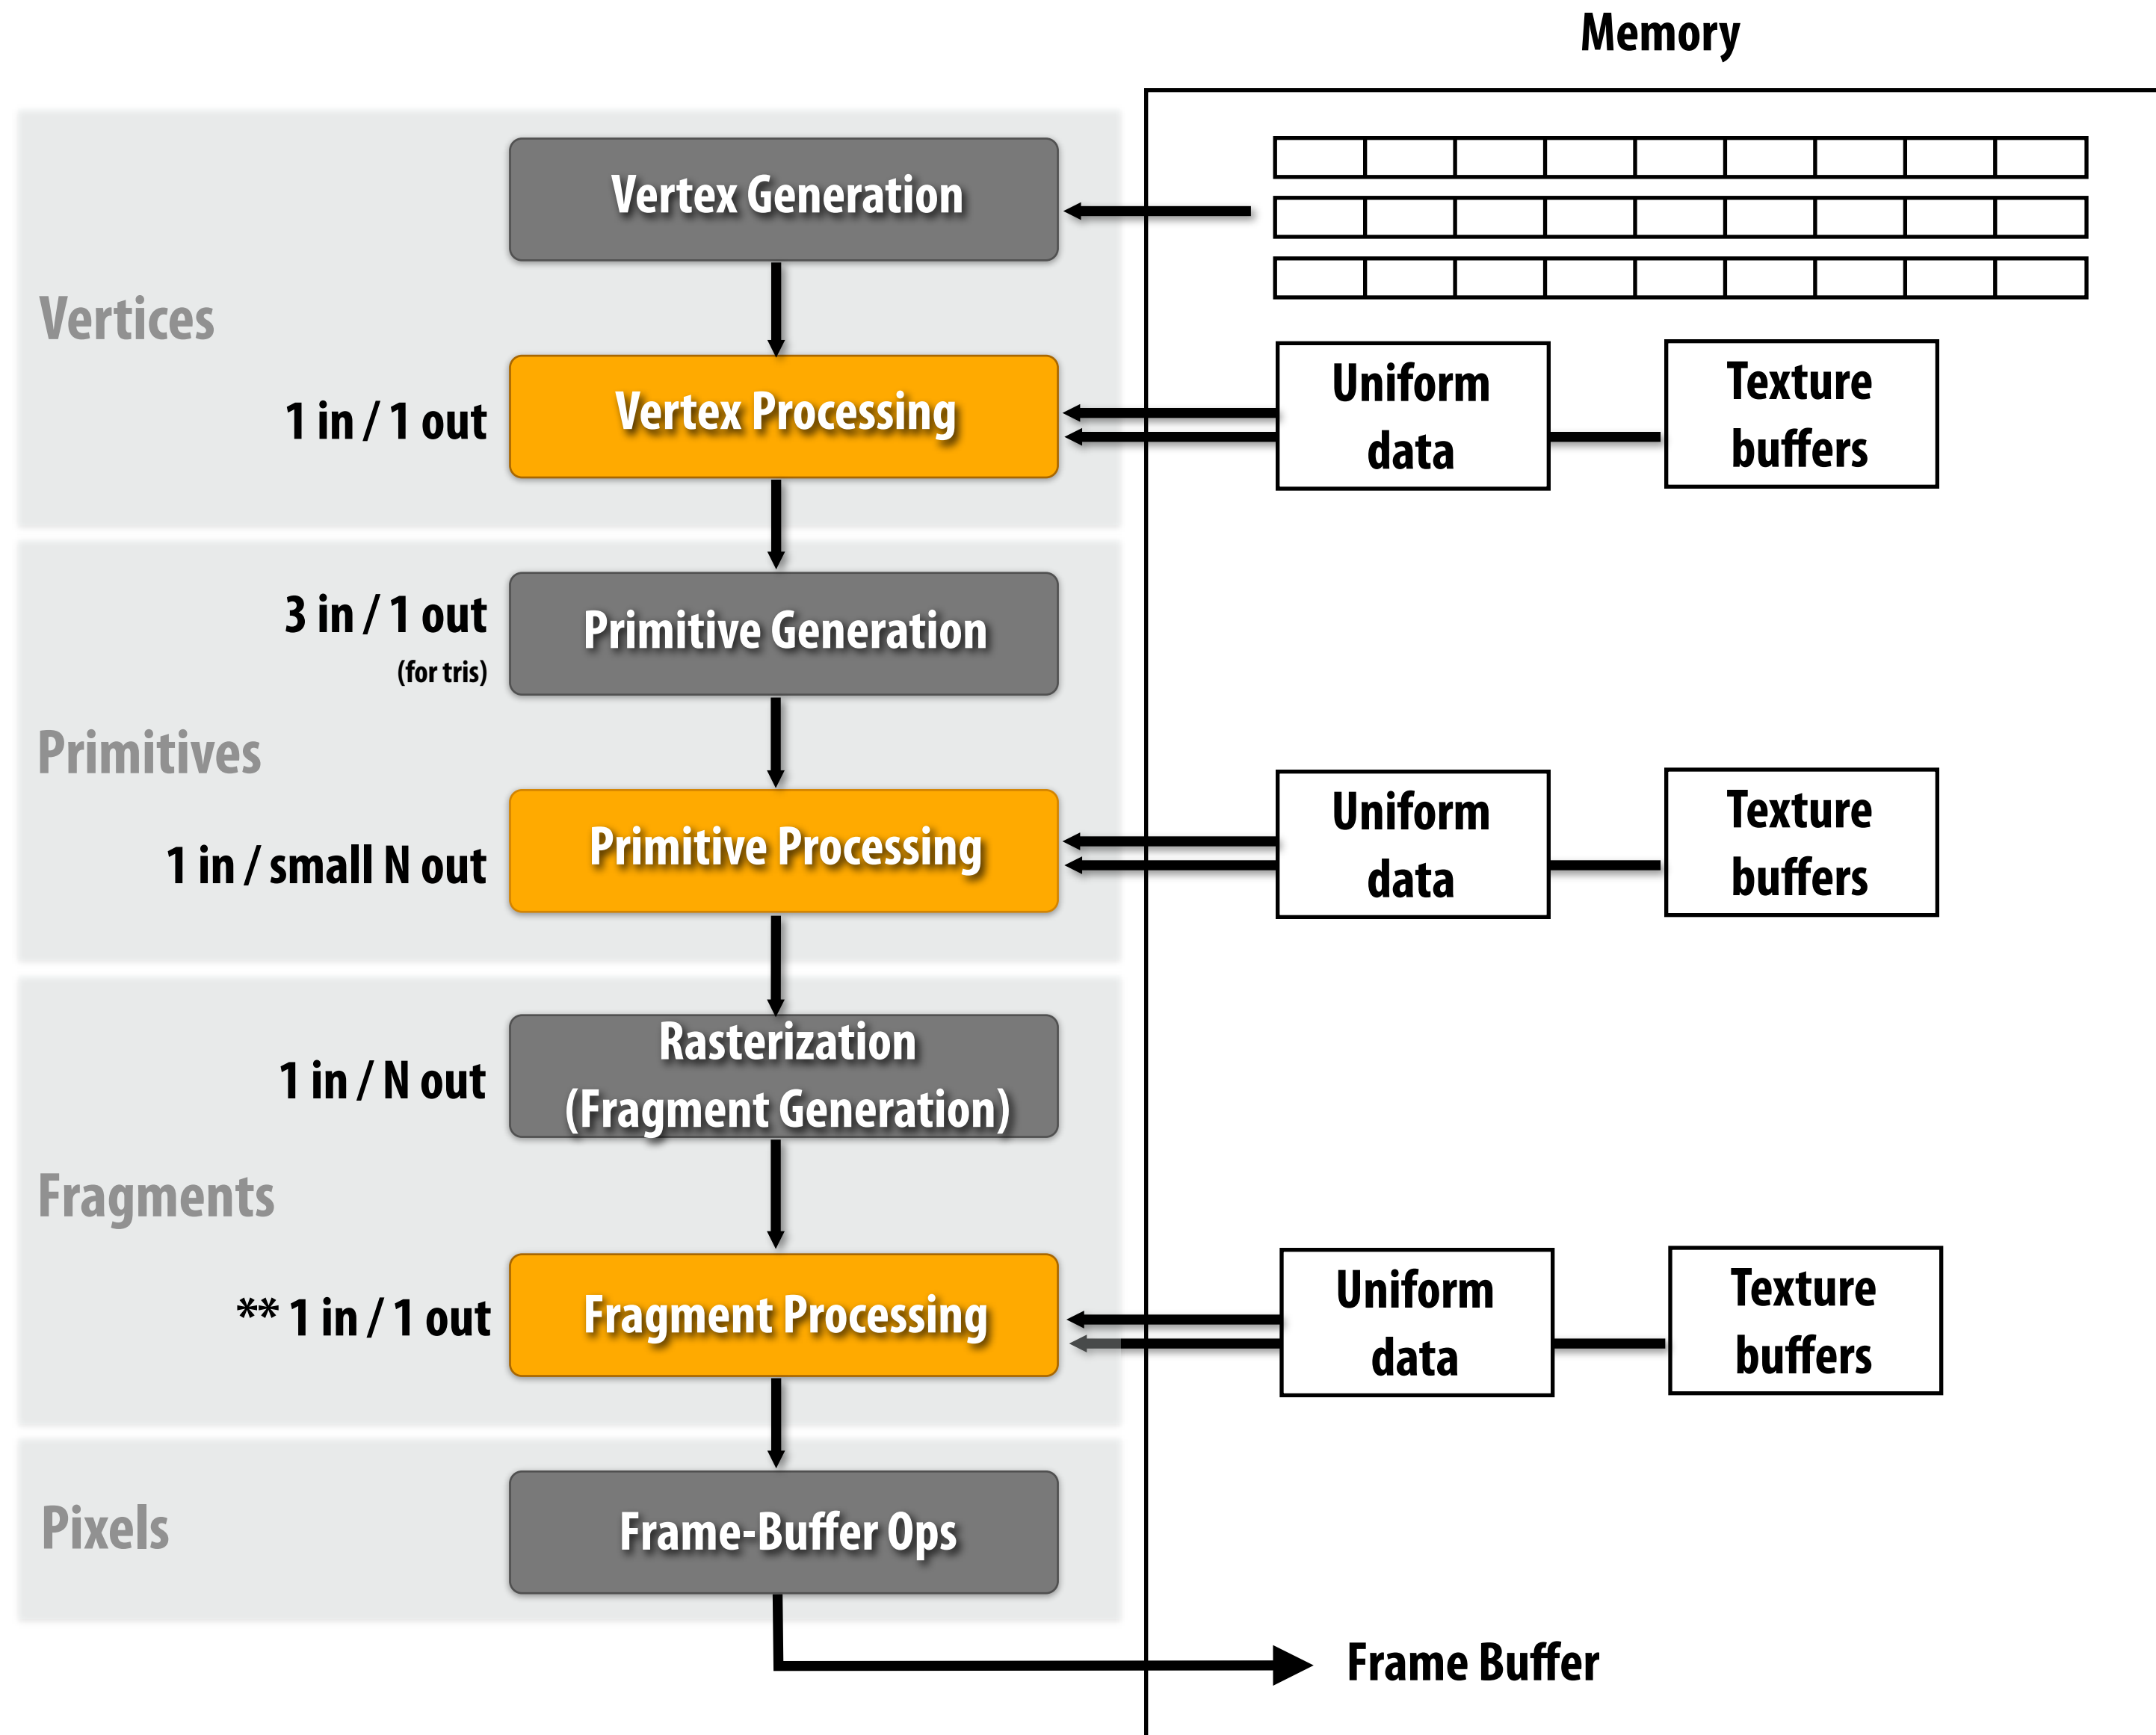 Memory
Vertex Generation
Vertices
1 in / 1 out
Vertex Processing
Uniform
data
Texture
buffers
3 in / 1 out
(for tris)
Primitive Generation
Primitives
1 in / small N out
Primitive Processing
Uniform
data
Texture
buffers
1 in / N out
Rasterization
(Fragment Generation)
Fragments
** 1 in / 1 out
Fragment Processing
Uniform
data
Texture
buffers
Pixels
Frame-Buffer Ops
Frame Buffer